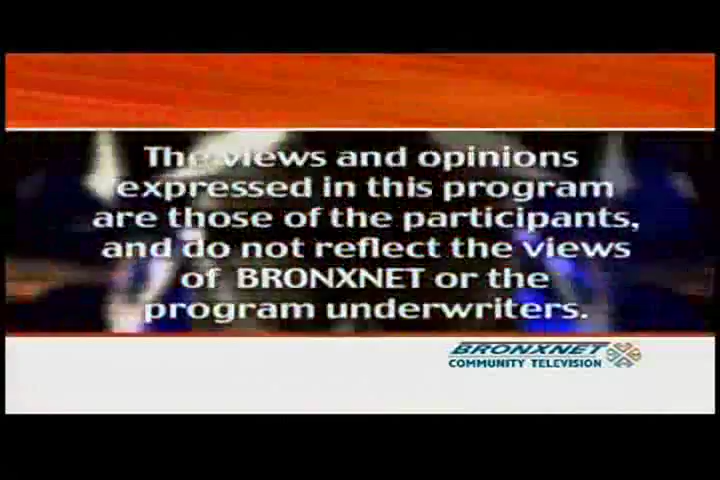 The views and opinions
expressed in this program
are those of the participants,
and do not reflect the views
of BRONXNET or the
program underwriters.
BRONXNET
COMMUNITY TELEVISION